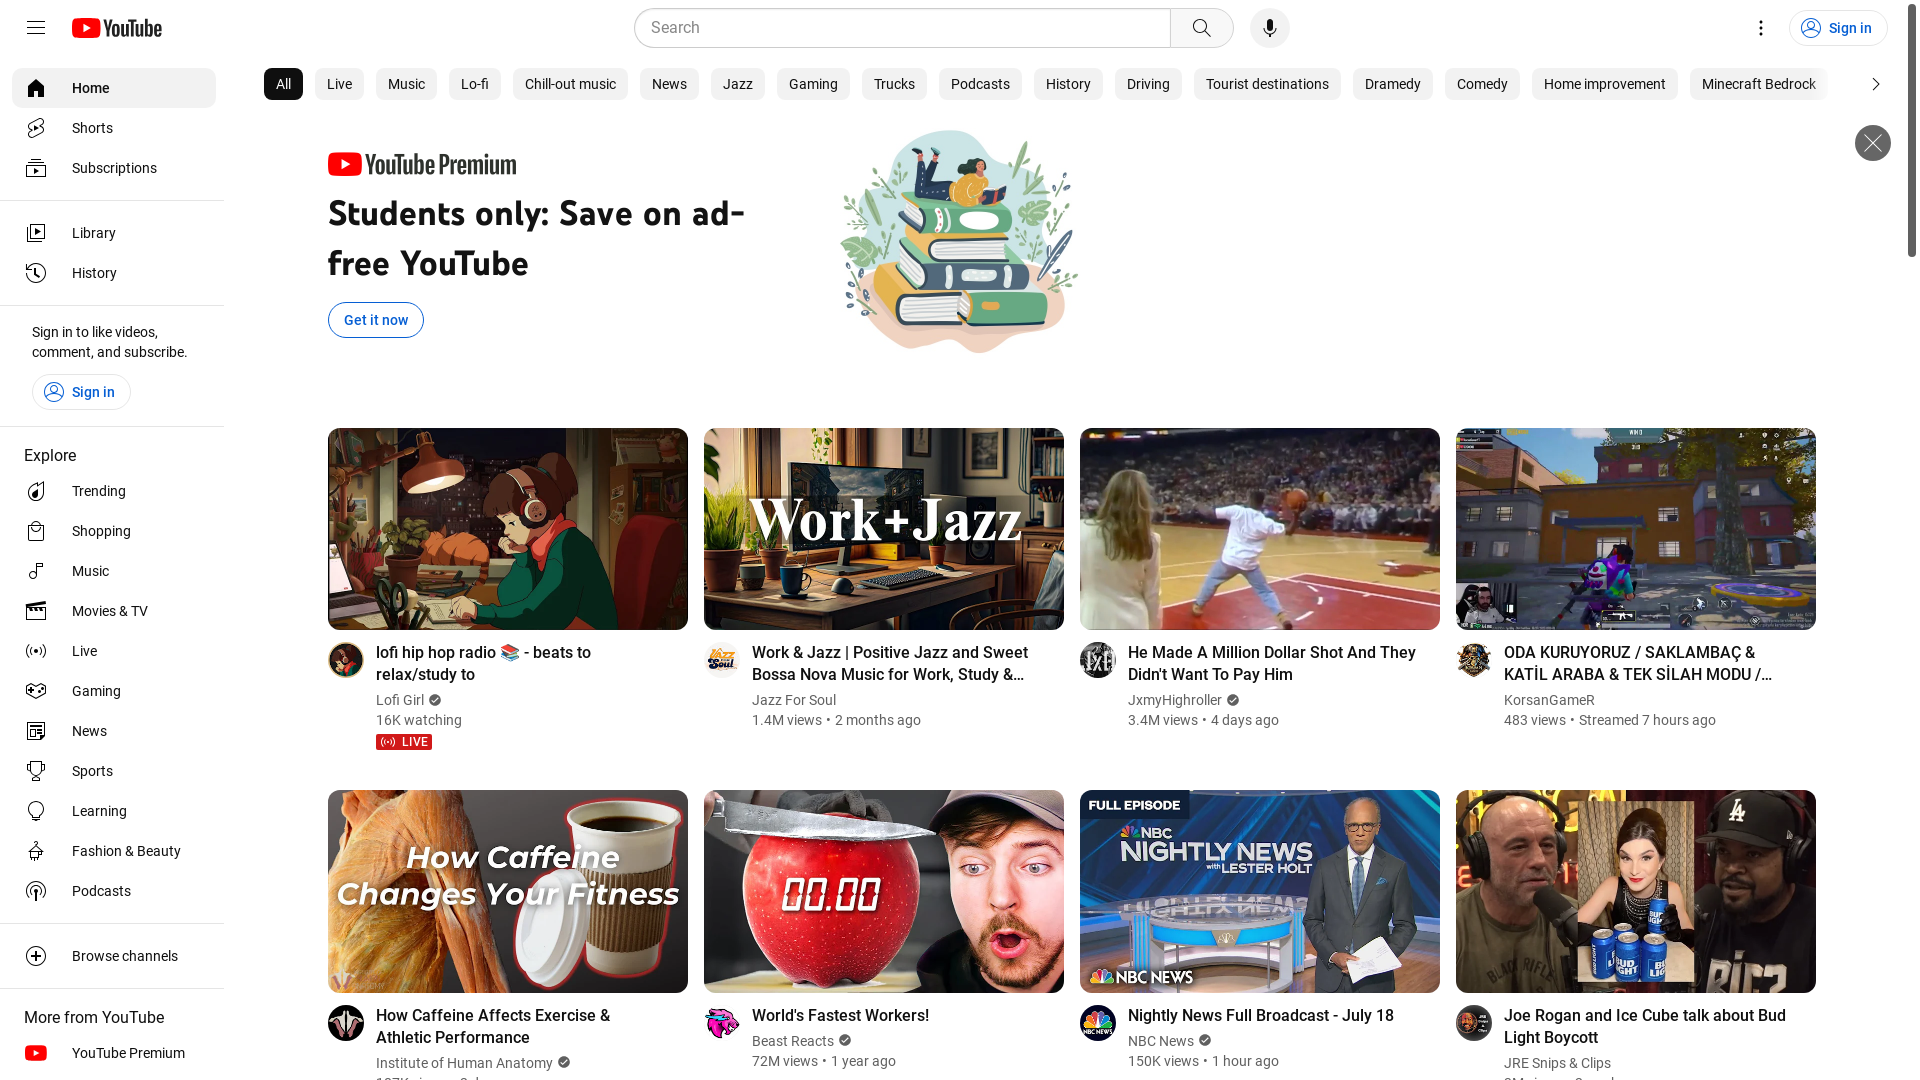 YouTube
Search
Sign in
Home
Shorts
Subscriptions
Library
History
Sign in to like videos,
comment, and subscribe.
Sign in
Explore
Trending
Shopping
Music
Movies & TV
Live
Gaming
News
Sports
Learning
Fashion & Beauty
Podcasts
Browse channels
More from YouTube
YouTube Premium
All Live Music Lo-fi Chill-out music News Jazz Gaming Trucks Podcasts History Driving Tourist destinations Dramedy Comedy Home improvement Minecraft Bedrock
YouTube Premium
Students only: Save on ad-
free YouTube
Get it now
lofi hip hop radio 📚 - beats to
relax/study to
Lofi Girl
16K watching
LIVE
Work+Jazz
Work & Jazz | Positive Jazz and Sweet
Bossa Nova Music for Work, Study &...
Jazz For Soul
1.4M views • 2 months ago
He Made A Million Dollar Shot And They
Didn't Want To Pay Him
JxmyHighroller
3.4M views • 4 days ago
ODA KURUYORUZ / SAKLAMBAÇ &
KATİL ARABA & TEK SİLAH MODU /...
KorsanGameR
483 views • Streamed 7 hours ago
How Caffeine
Changes Your Fitness
How Caffeine Affects Exercise &
Athletic Performance
Institute of Human Anatomy
00.00
World's Fastest Workers!
Beast Reacts
72M views • 1 year ago
FULL EPISODE
NBC
NIGHTLY NEWS
with LESTER HOLT
NBC NEWS
Nightly News Full Broadcast - July 18
NBC News
150K views • 1 hour ago
BUD
LIGHT
Joe Rogan and Ice Cube talk about Bud
Light Boycott
JRE Snips & Clips